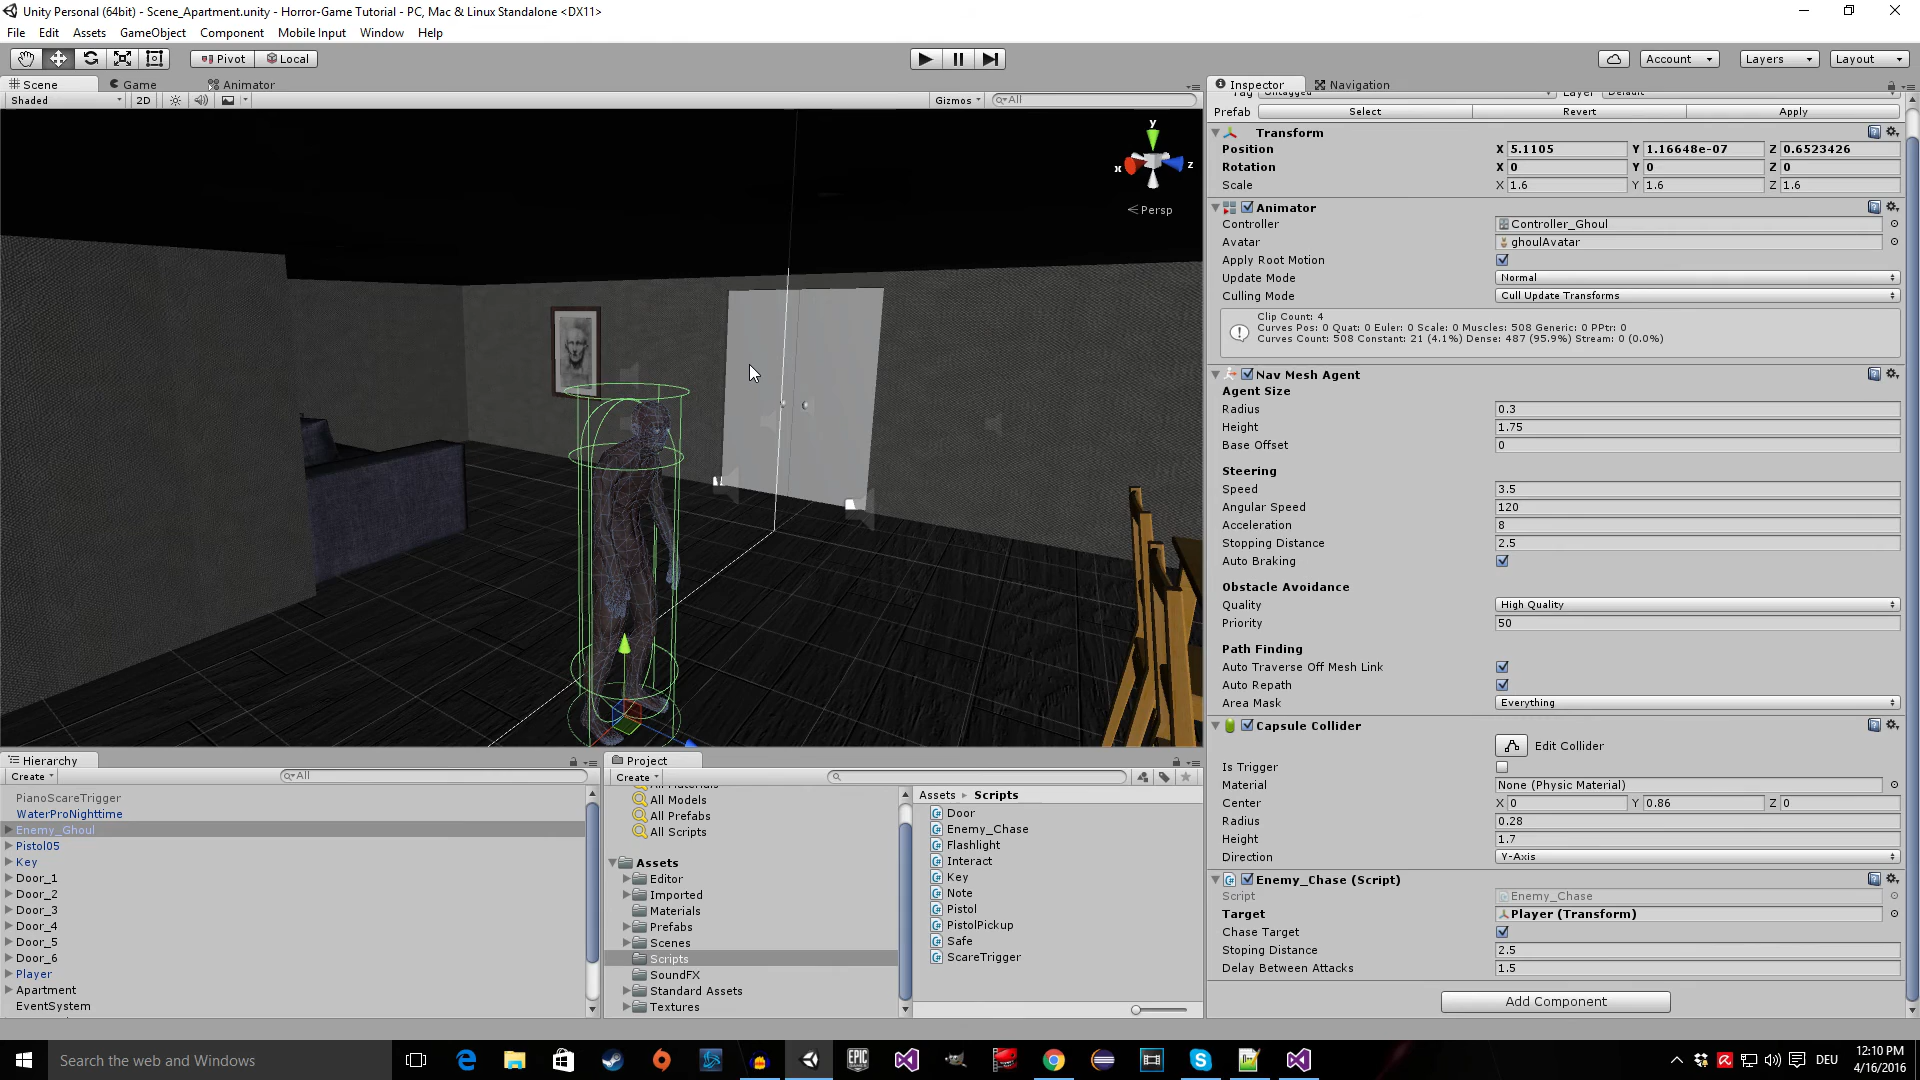 Unity Personal (64bit) - Scene_Apartment.unity - Horror-Game Tutorial - PC, Mac & Linux Standalone <DX11>
File Edit Assets GameObject Component Mobile Input Window Help
Pivot Local Account Layers Layout
Scene Game Animator
Shaded 2D Gizmos All
y
x z
Persp
Inspector Navigation
Tag Untagged Layer Default
Prefab Select Revert Apply
Transform
Position X 5.1105 Y 1.16648e-07 Z 0.6523426
Rotation X 0 Y 0 Z 0
Scale X 1.6 Y 1.6 Z 1.6
Animator
Controller Controller_Ghoul
Avatar ghoulAvatar
Apply Root Motion
Update Mode Normal
Culling Mode Cull Update Transforms
Clip Count: 4
Curves Pos: 0 Quat: 0 Euler: 0 Scale: 0 Muscles: 508 Generic: 0 PPtr: 0
Curves Count: 508 Constant: 21 (4.1%) Dense: 487 (95.9%) Stream: 0 (0.0%)
Nav Mesh Agent
Agent Size
Radius 0.3
Height 1.75
Base Offset 0
Steering
Speed 3.5
Angular Speed 120
Acceleration 8
Stopping Distance 2.5
Auto Braking
Obstacle Avoidance
Quality High Quality
Priority 50
Path Finding
Auto Traverse Off Mesh Link
Auto Repath
Area Mask Everything
Capsule Collider
Edit Collider
Is Trigger
Material None (Physic Material)
Center X 0 Y 0.86 Z 0
Radius 0.28
Height 1.7
Direction Y-Axis
Enemy_Chase (Script)
Script Enemy_Chase
Target Player (Transform)
Chase Target
Stoping Distance 2.5
Delay Between Attacks 1.5
Add Component
Hierarchy
Create All
PianoScareTrigger
WaterProNighttime
Enemy_Ghoul
Pistol05
Key
Door_1
Door_2
Door_3
Door_4
Door_5
Door_6
Player
Apartment
EventSystem
Project
Create
All Materials
All Models
All Prefabs
All Scripts
Assets
Editor
Imported
Materials
Prefabs
Scenes
Scripts
SoundFX
Standard Assets
Textures
Assets Scripts
Door
Enemy_Chase
Flashlight
Interact
Key
Note
Pistol
PistolPickup
Safe
ScareTrigger
Search the web and Windows
EPIC GAMES
DEU
12:10 PM
4/16/2016